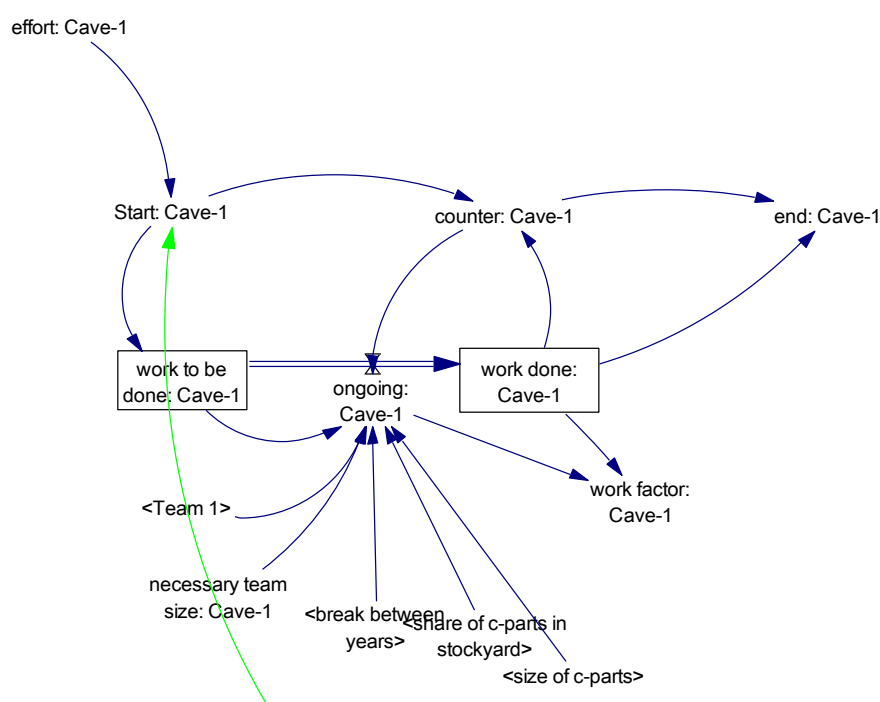 effort: Cave-1
Start: Cave-1
counter: Cave-1
end: Cave-1
work to be
done: Cave-1
ongoing:
Cave-1
work done:
Cave-1
work factor:
Cave-1
<Team 1>
necessary team
size: Cave-1
<break between
years>
<share of c-parts in
stockyard>
<size of c-parts>